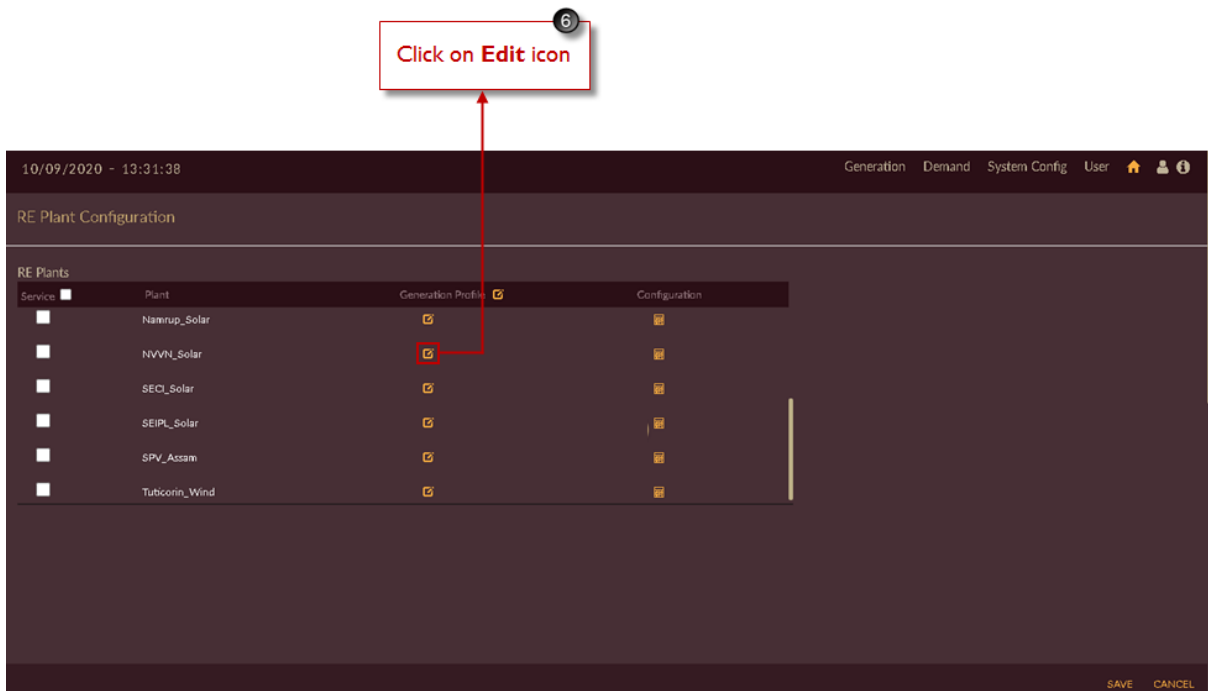 6
Click on Edit icon
10/09/2020 - 13:31:38
Generation Demand System Config User
RE Plant Configuration
RE Plants
Service Plant Generation Profile Configuration
Namrup_Solar
NVVN_Solar
SECI_Solar
SEIPL_Solar
SPV_Assam
Tuticorin_Wind
SAVE CANCEL